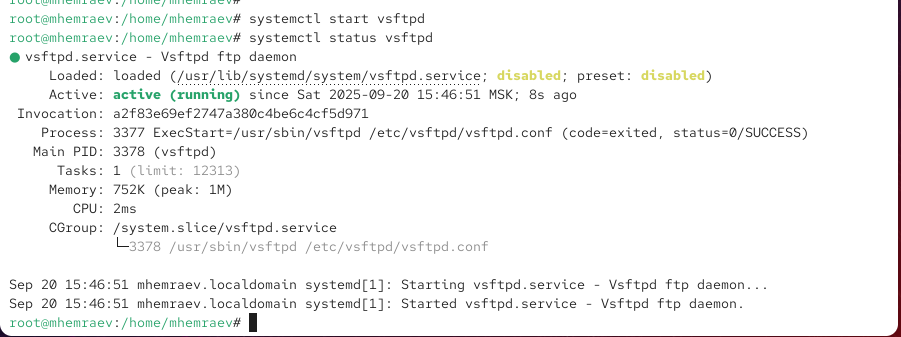 root@mhemraev:/home/mhemraev#
root@mhemraev:/home/mhemraev# systemctl start vsftpd
root@mhemraev:/home/mhemraev# systemctl status vsftpd
● vsftpd.service - Vsftpd ftp daemon
Loaded: loaded (/usr/lib/systemd/system/vsftpd.service; disabled; preset: disabled)
Active: active (running) since Sat 2025-09-20 15:46:51 MSK; 8s ago
Invocation: a2f83e69ef2747a380c4be6c4cf5d971
Process: 3377 ExecStart=/usr/sbin/vsftpd /etc/vsftpd/vsftpd.conf (code=exited, status=0/SUCCESS)
Main PID: 3378 (vsftpd)
Tasks: 1 (limit: 12313)
Memory: 752K (peak: 1M)
CPU: 2ms
CGroup: /system.slice/vsftpd.service
└─3378 /usr/sbin/vsftpd /etc/vsftpd/vsftpd.conf
Sep 20 15:46:51 mhemraev.localdomain systemd[1]: Starting vsftpd.service - Vsftpd ftp daemon...
Sep 20 15:46:51 mhemraev.localdomain systemd[1]: Started vsftpd.service - Vsftpd ftp daemon.
root@mhemraev:/home/mhemraev#